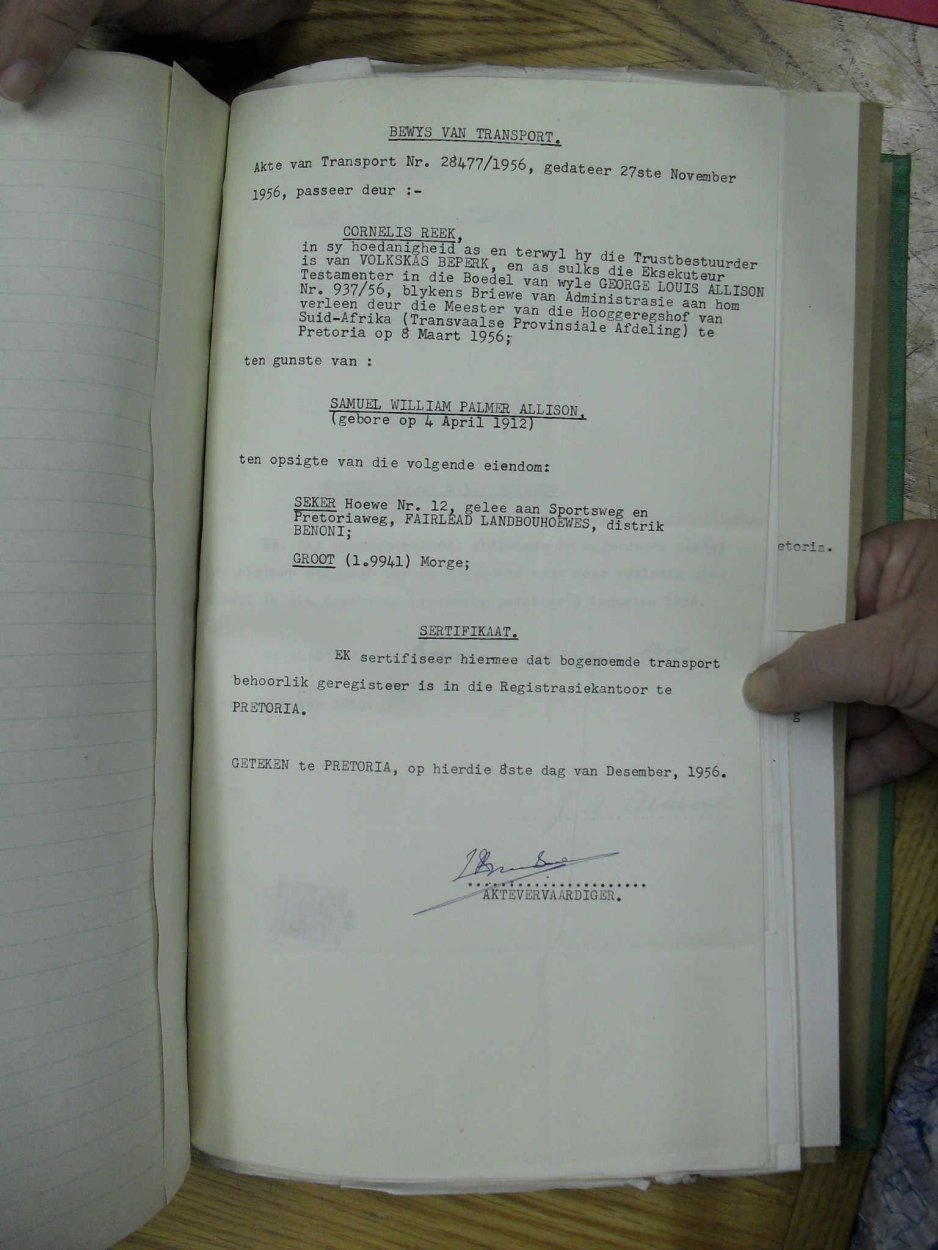 BEWYS VAN TRANSPORT.
Akte van Transport Nr. 28477/1956, gedateer 27ste November
1956, passeer deur :-
CORNELIS REEK,
in sy hoedanigheid as en terwyl hy die Trustbestuurder
is van VOLKSKAS BEPERK, en as sulks die Eksekuteur
Testamenter in die Boedel van wyle GEORGE LOUIS ALLISON
Nr. 937/56, blykens Briewe van Administrasie aan hom
verleen deur die Meester van die Hooggeregshof van
Suid-Afrika (Transvaalse Provinsiale Afdeling) te
Pretoria op 8 Maart 1956;
ten gunste van :
SAMUEL WILLIAM PALMER ALLISON,
(gebore op 4 April 1912)
ten opsigte van die volgende eiendom:
SEKER Hoewe Nr. 12, gelee aan Sportsweg en
Pretoriaweg, FAIRLEAD LANDBOUHOEWES, distrik
BENONI;
GROOT (1.9941) Morge;
etoria.
SERTIFIKAAT.
EK sertifiseer hiermee dat bogenoemde transport
behoorlik geregisteer is in die Registrasiekantoor te
PRETORIA.
g
GETEKEN te PRETORIA, op hierdie 8ste dag van Desember, 1956.
AKTEVERVAARDIGER.